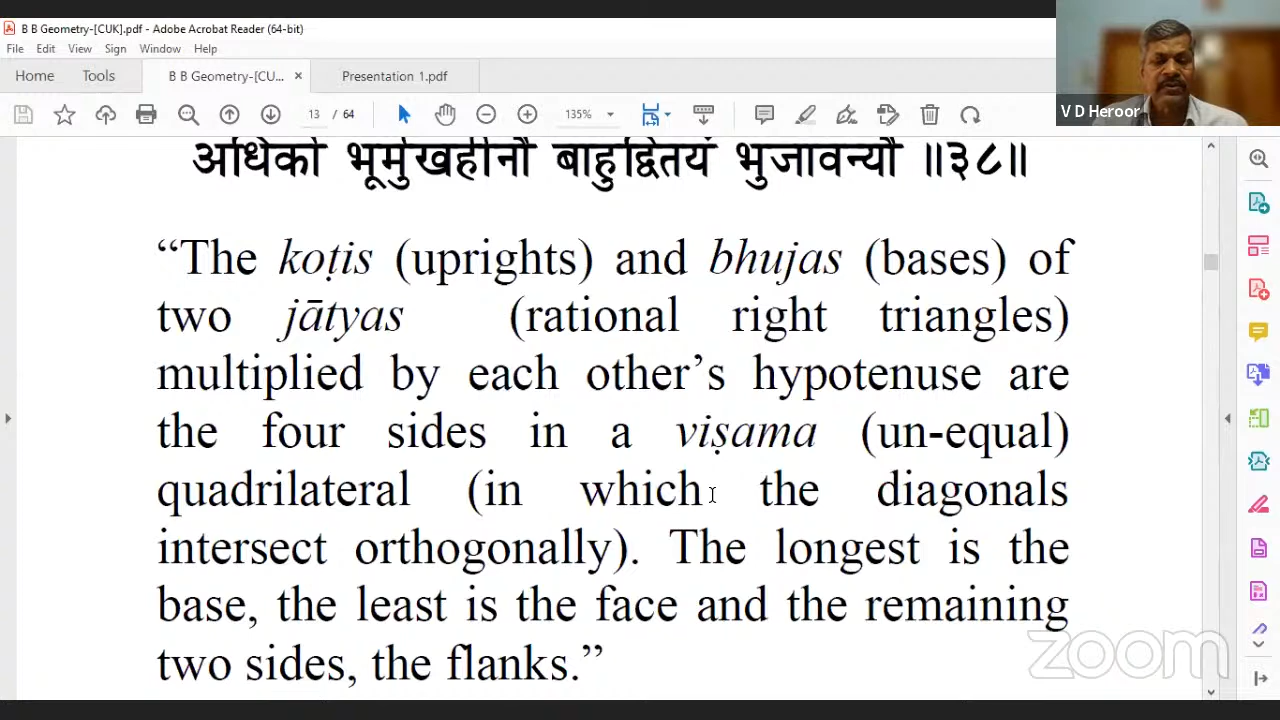 B B Geometry-[CUK].pdf - Adobe Acrobat Reader (64-bit)
File Edit View Sign Window Help
Home Tools B B Geometry-[CU... × Presentation 1.pdf
13 / 64 135%
V D Heroor
अधिको भूर्मुखहीनौ बाहुद्वितयं भुजावन्यौ ॥३८॥
“The koṭis (uprights) and bhujas (bases) of
two jātyas (rational right triangles)
multiplied by each other’s hypotenuse are
the four sides in a viṣama (un-equal)
quadrilateral (in which the diagonals
intersect orthogonally). The longest is the
base, the least is the face and the remaining
two sides, the flanks.”
zoom